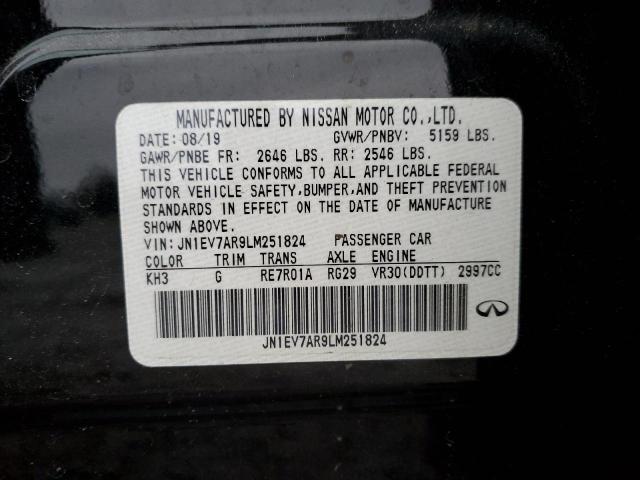 MANUFACTURED BY NISSAN MOTOR CO.,LTD.
DATE: 08/19 GVWR/PNBV: 5159 LBS.
GAWR/PNBE FR: 2646 LBS. RR: 2546 LBS.
THIS VEHICLE CONFORMS TO ALL APPLICABLE FEDERAL
MOTOR VEHICLE SAFETY,BUMPER,AND THEFT PREVENTION
STANDARDS IN EFFECT ON THE DATE OF MANUFACTURE
SHOWN ABOVE.
VIN: JN1EV7AR9LM251824 PASSENGER CAR
COLOR TRIM TRANS AXLE ENGINE
KH3 G RE7R01A RG29 VR30(DDTT) 2997CC
JN1EV7AR9LM251824